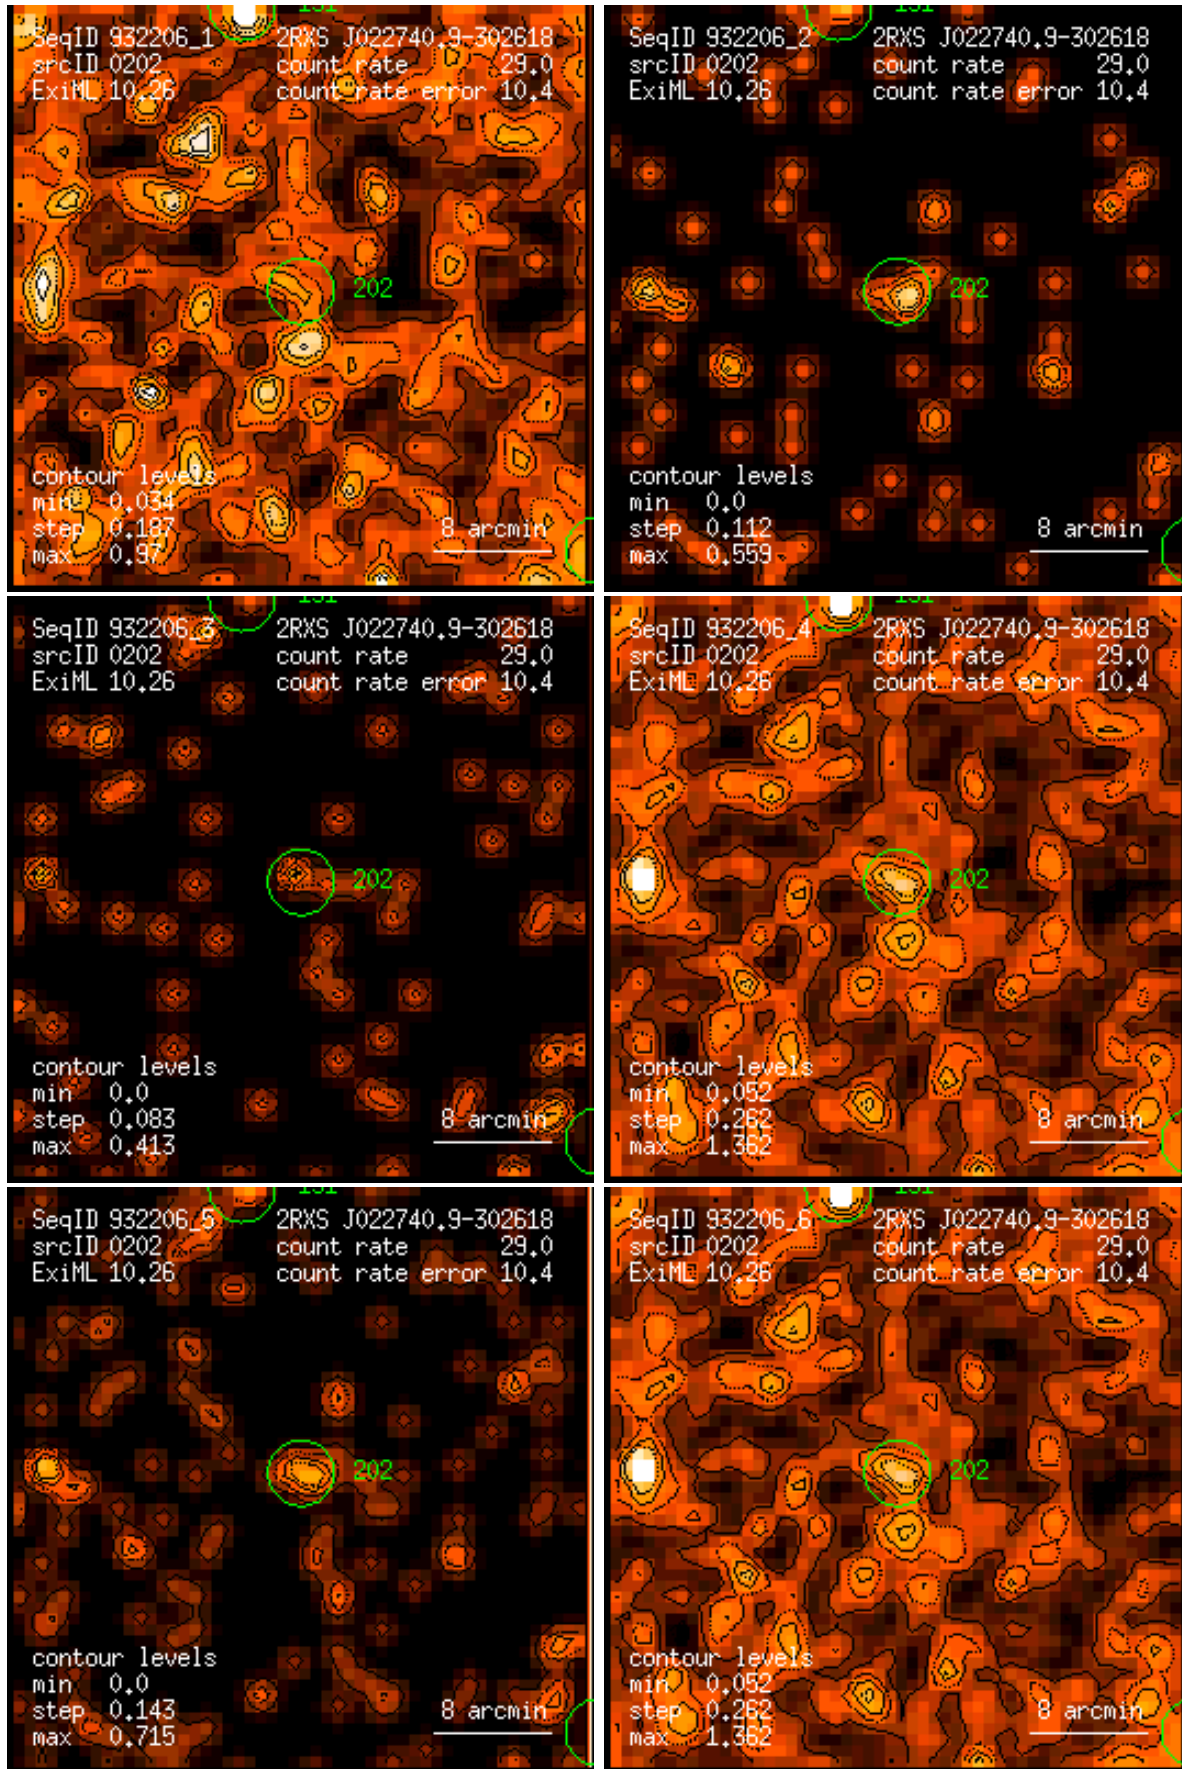 131
SeqID 932206_1 2RXS J022740.9-302618
srcID 0202 count rate 29.0
ExiML 10.26 count rate error 10.4
202
contour levels
min 0.034
step 0.187
max 0.97
8 arcmin
131
SeqID 932206_2 2RXS J022740.9-302618
srcID 0202 count rate 29.0
ExiML 10.26 count rate error 10.4
202
contour levels
min 0.0
step 0.112
max 0.559
8 arcmin
131
SeqID 932206_3 2RXS J022740.9-302618
srcID 0202 count rate 29.0
ExiML 10.26 count rate error 10.4
202
contour levels
min 0.0
step 0.083
max 0.413
8 arcmin
131
SeqID 932206_4 2RXS J022740.9-302618
srcID 0202 count rate 29.0
ExiML 10.26 count rate error 10.4
202
contour levels
min 0.052
step 0.262
max 1.362
8 arcmin
131
SeqID 932206_5 2RXS J022740.9-302618
srcID 0202 count rate 29.0
ExiML 10.26 count rate error 10.4
202
contour levels
min 0.0
step 0.143
max 0.715
8 arcmin
131
SeqID 932206_6 2RXS J022740.9-302618
srcID 0202 count rate 29.0
ExiML 10.26 count rate error 10.4
202
contour levels
min 0.052
step 0.262
max 1.362
8 arcmin